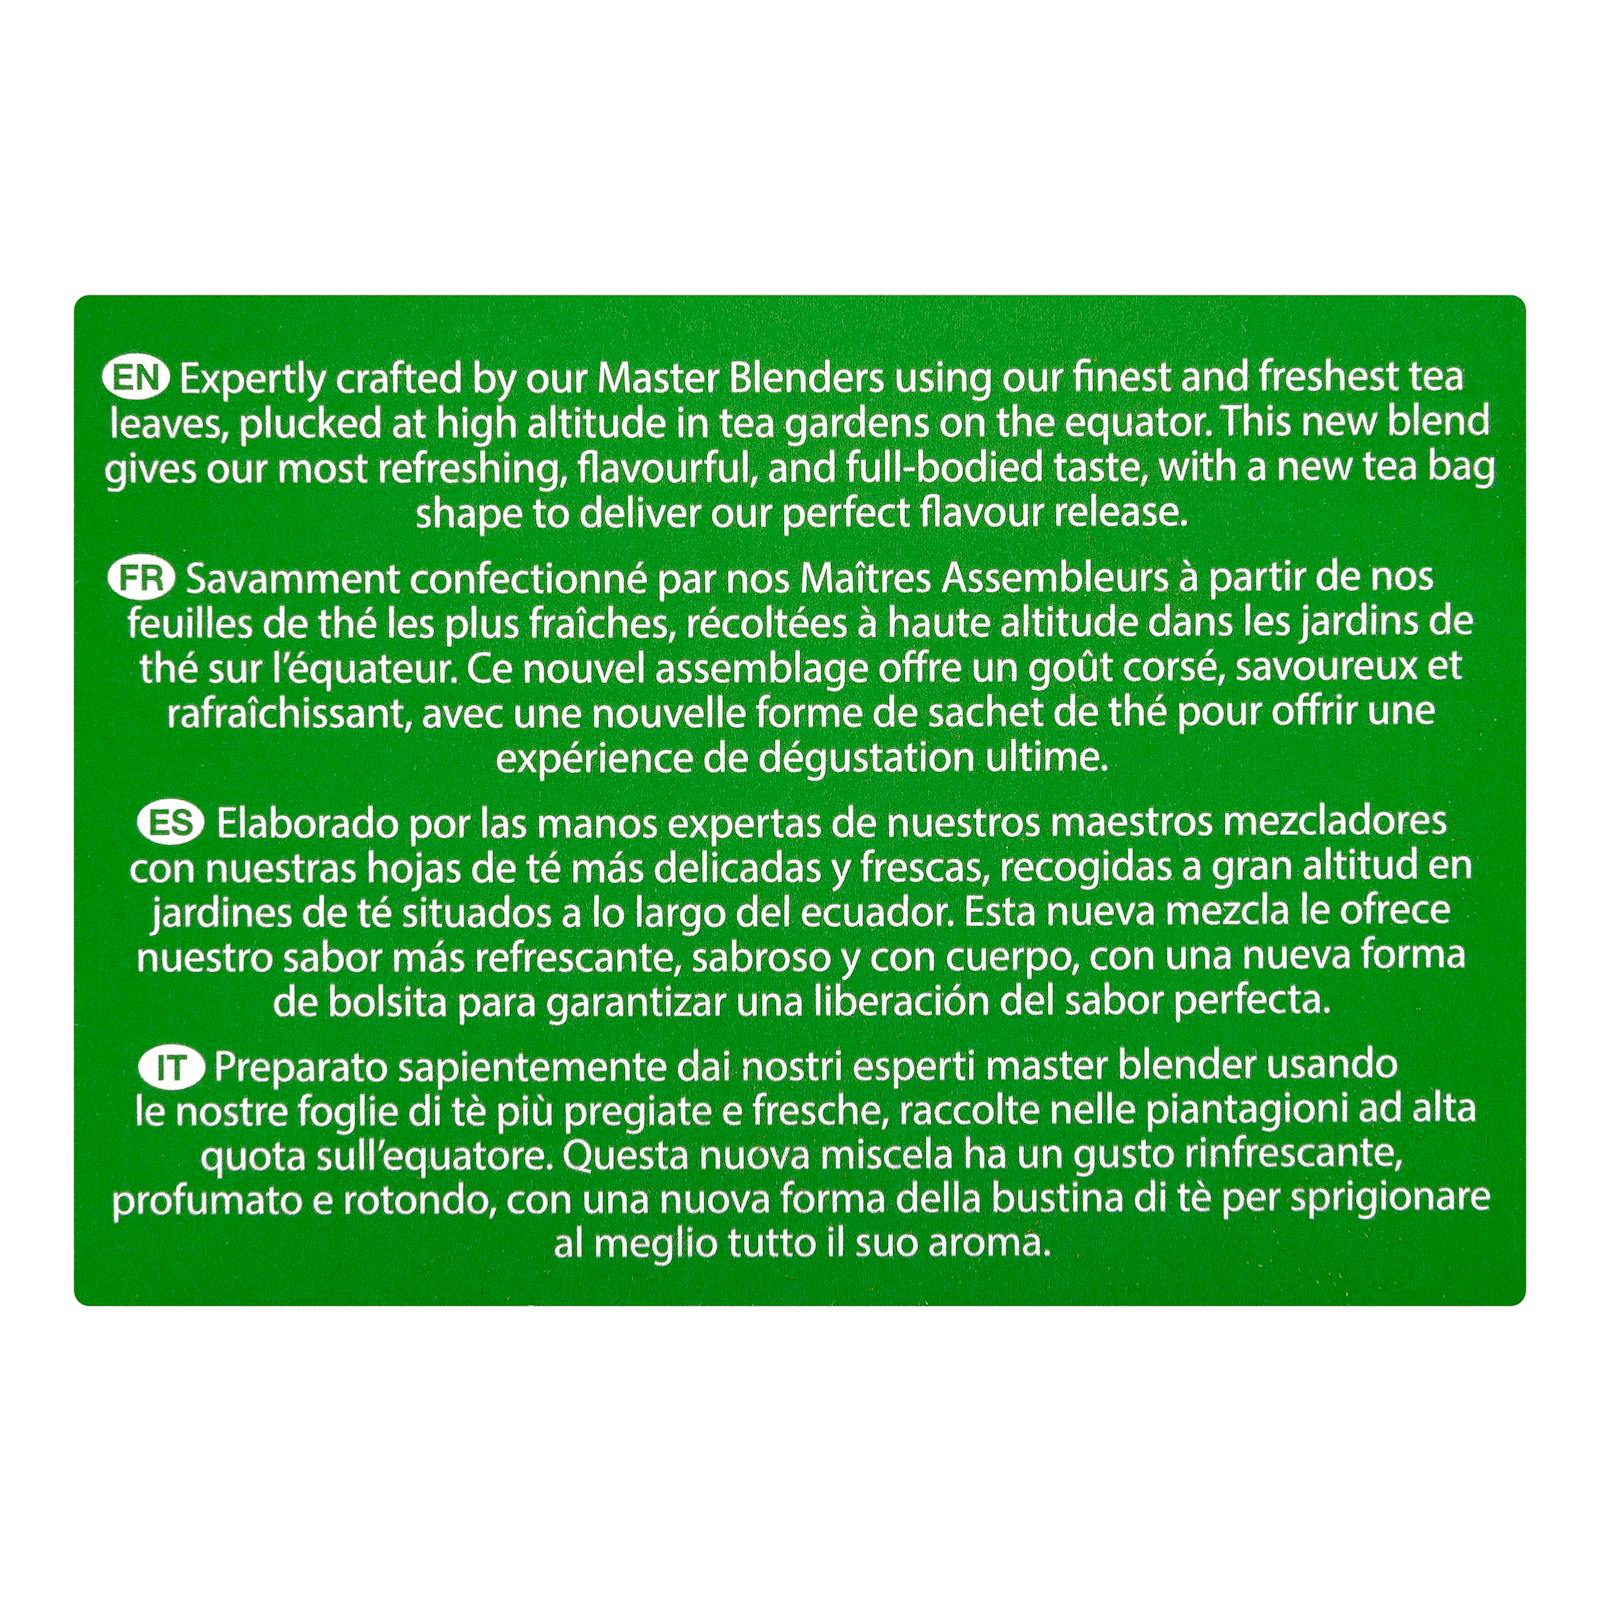 EN Expertly crafted by our Master Blenders using our finest and freshest tea
leaves, plucked at high altitude in tea gardens on the equator. This new blend
gives our most refreshing, flavourful, and full-bodied taste, with a new tea bag
shape to deliver our perfect flavour release.
FR Savamment confectionné par nos Maîtres Assembleurs à partir de nos
feuilles de thé les plus fraîches, récoltées à haute altitude dans les jardins de
thé sur l'équateur. Ce nouvel assemblage offre un goût corsé, savoureux et
rafraîchissant, avec une nouvelle forme de sachet de thé pour offrir une
expérience de dégustation ultime.
ES Elaborado por las manos expertas de nuestros maestros mezcladores
con nuestras hojas de té más delicadas y frescas, recogidas a gran altitud en
jardines de té situados a lo largo del ecuador. Esta nueva mezcla le ofrece
nuestro sabor más refrescante, sabroso y con cuerpo, con una nueva forma
de bolsita para garantizar una liberación del sabor perfecta.
IT Preparato sapientemente dai nostri esperti master blender usando
le nostre foglie di tè più pregiate e fresche, raccolte nelle piantagioni ad alta
quota sull'equatore. Questa nuova miscela ha un gusto rinfrescante,
profumato e rotondo, con una nuova forma della bustina di tè per sprigionare
al meglio tutto il suo aroma.